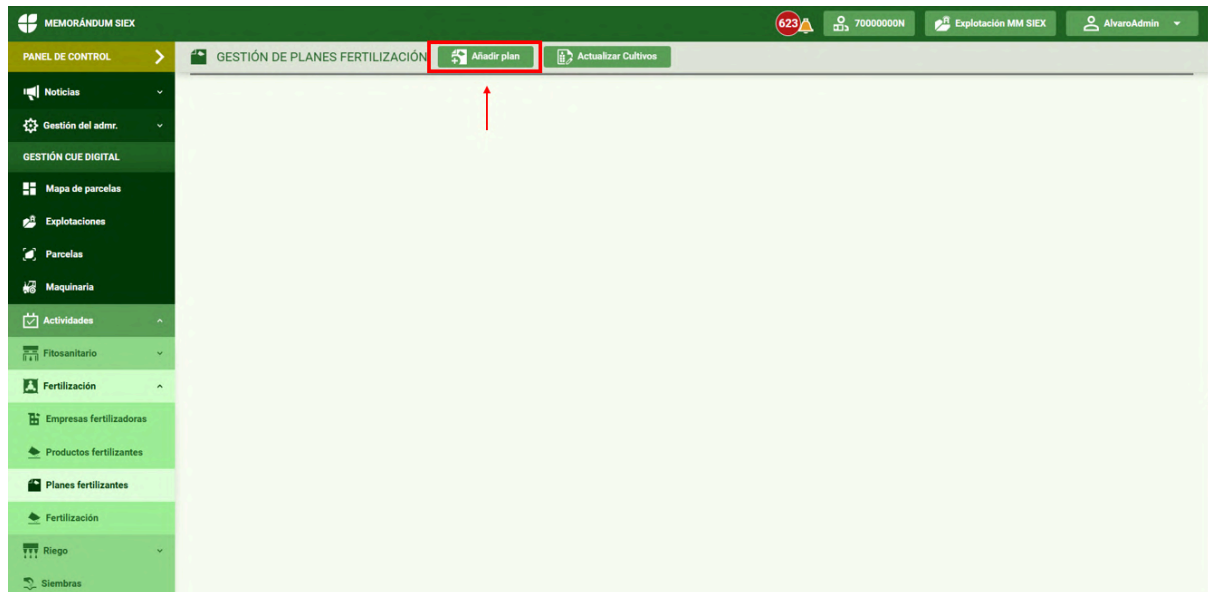 MEMORÁNDUM SIEX
623
70000000N
Explotación MM SIEX
AlvaroAdmin
PANEL DE CONTROL
GESTIÓN DE PLANES FERTILIZACIÓN
Añadir plan
Actualizar Cultivos
Noticias
Gestión del admr.
GESTIÓN CUE DIGITAL
Mapa de parcelas
Explotaciones
Parcelas
Maquinaria
Actividades
Fitosanitario
Fertilización
Empresas fertilizadoras
Productos fertilizantes
Planes fertilizantes
Fertilización
Riego
Siembras